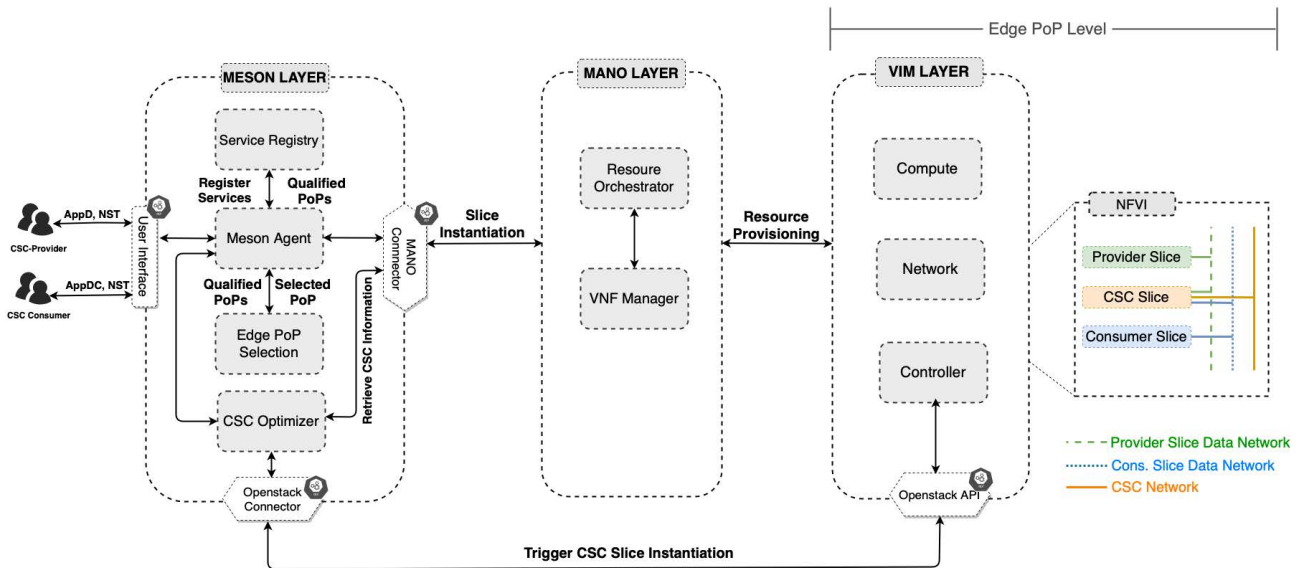 Edge PoP Level
MESON LAYER
MANO LAYER
VIM LAYER
Service Registry
Register
Services
Qualified
PoPs
AppD, NST
CSC-Provider
User Interface
Meson Agent
MANO
Comnnector
Slice
Instantiation
AppDC, NST
CSC Consumer
Qualified
PoPs
Selected
PoP
Edge PoP
Selection
Retrieve CSC Information
CSC Optimizer
Openstack
Connector
Resoure
Orchestrator
VNF Manager
Resource
Provisioning
Compute
Network
Controller
Openstack API
NFVI
Provider Slice
CSC Slice
Consumer Slice
Provider Slice Data Network
Cons. Slice Data Network
CSC Network
Trigger CSC Slice Instantiation